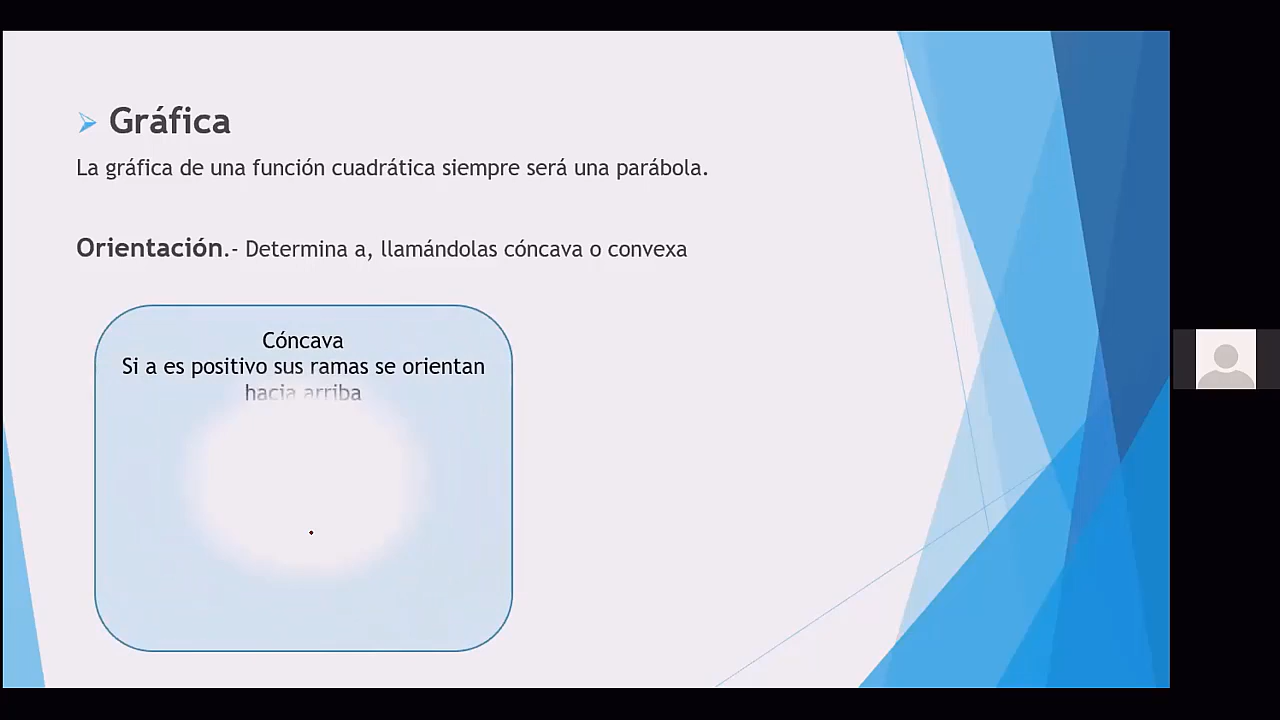 Gráfica
La gráfica de una función cuadrática siempre será una parábola.
Orientación.- Determina a, llamándolas cóncava o convexa
Cóncava
Si a es positivo sus ramas se orientan
hacia arriba